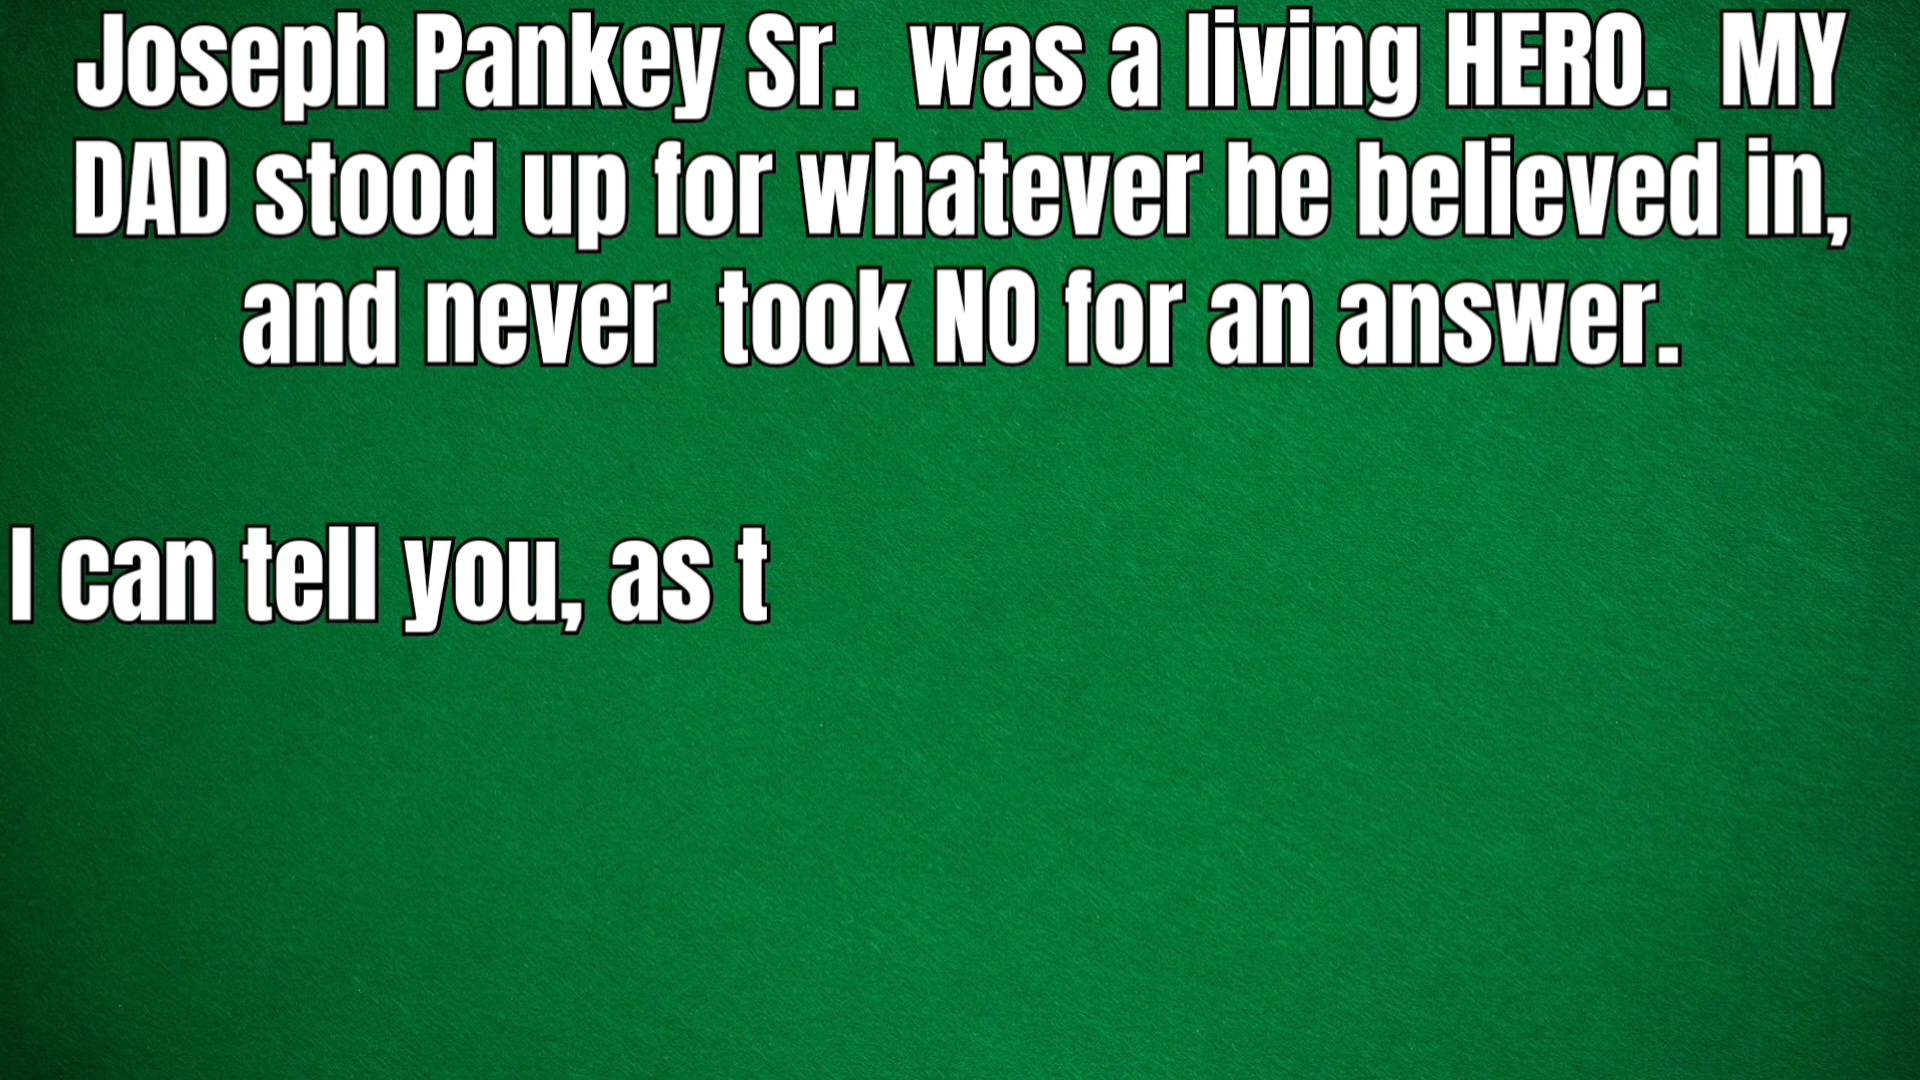 Joseph Pankey Sr.  was a living HERO.  MY
DAD stood up for whatever he believed in,
and never  took NO for an answer.
I can tell you, as t